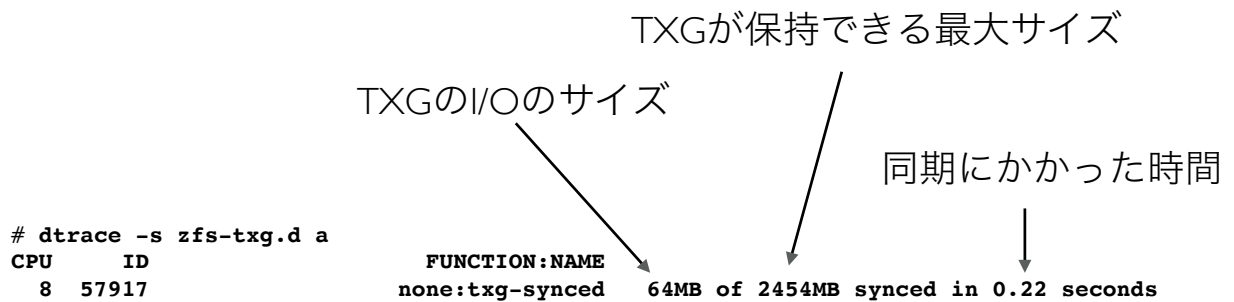 TXGが保持できる最大サイズ
TXGのI/Oのサイズ
同期にかかった時間
# dtrace -s zfs-txg.d a
CPU ID FUNCTION:NAME
8 57917 none:txg-synced 64MB of 2454MB synced in 0.22 seconds